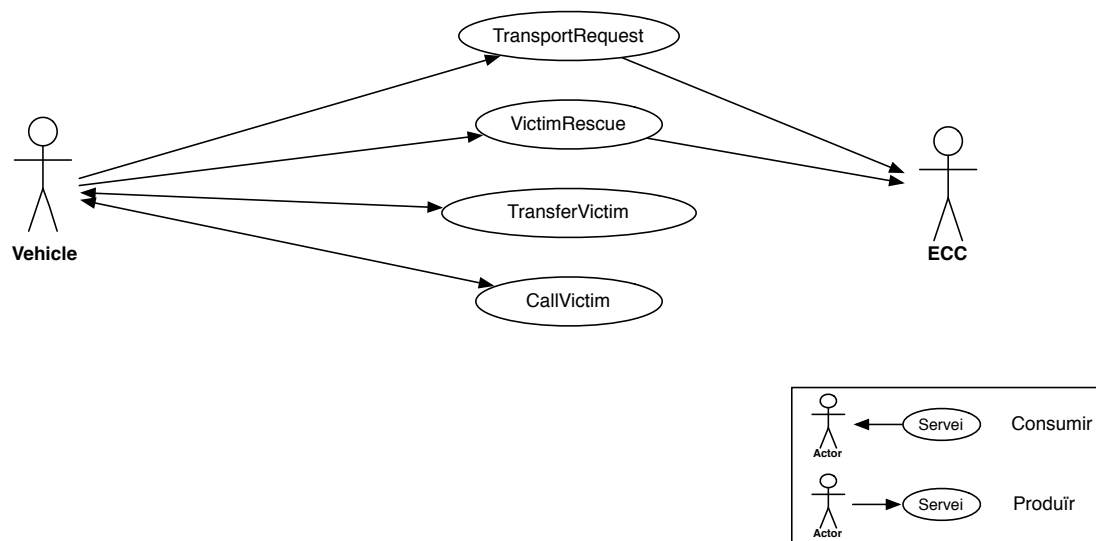 TransportRequest
VictimRescue
TransferVictim
CallVictim
Vehicle
ECC
Servei
Consumir
Actor
Servei
Produïr
Actor